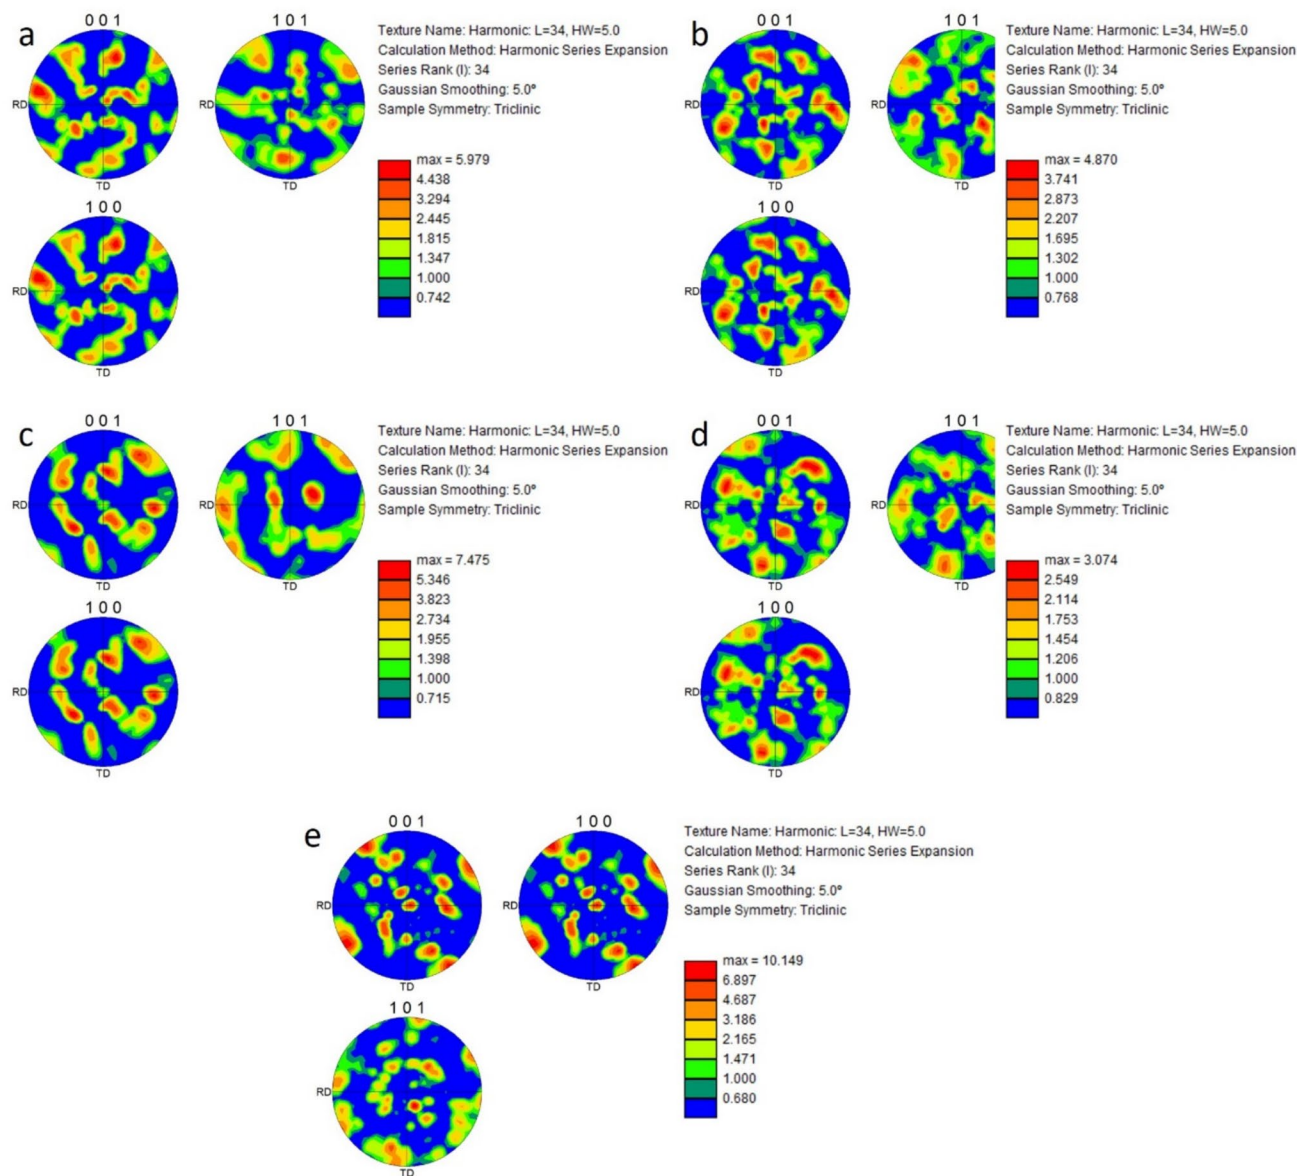 a
0 0 1
1 0 1
RD
RD
TD
TD
1 0 0
RD
TD
Texture Name: Harmonic: L=34, HW=5.0
Calculation Method: Harmonic Series Expansion
Series Rank (l): 34
Gaussian Smoothing: 5.0°
Sample Symmetry: Triclinic
max = 5.979
4.438
3.294
2.445
1.815
1.347
1.000
0.742
b
0 0 1
1 0 1
RD
RD
TD
TD
1 0 0
RD
TD
Texture Name: Harmonic: L=34, HW=5.0
Calculation Method: Harmonic Series Expansion
Series Rank (l): 34
Gaussian Smoothing: 5.0°
Sample Symmetry: Triclinic
max = 4.870
3.741
2.873
2.207
1.695
1.302
1.000
0.768
c
0 0 1
1 0 1
RD
RD
TD
TD
1 0 0
RD
TD
Texture Name: Harmonic: L=34, HW=5.0
Calculation Method: Harmonic Series Expansion
Series Rank (l): 34
Gaussian Smoothing: 5.0°
Sample Symmetry: Triclinic
max = 7.475
5.346
3.823
2.734
1.955
1.398
1.000
0.715
d
0 0 1
1 0 1
RD
RD
TD
TD
1 0 0
RD
TD
Texture Name: Harmonic: L=34, HW=5.0
Calculation Method: Harmonic Series Expansion
Series Rank (l): 34
Gaussian Smoothing: 5.0°
Sample Symmetry: Triclinic
max = 3.074
2.549
2.114
1.753
1.454
1.206
1.000
0.829
e
0 0 1
1 0 0
RD
RD
TD
TD
1 0 1
RD
TD
Texture Name: Harmonic: L=34, HW=5.0
Calculation Method: Harmonic Series Expansion
Series Rank (l): 34
Gaussian Smoothing: 5.0°
Sample Symmetry: Triclinic
max = 10.149
6.897
4.687
3.186
2.165
1.471
1.000
0.680